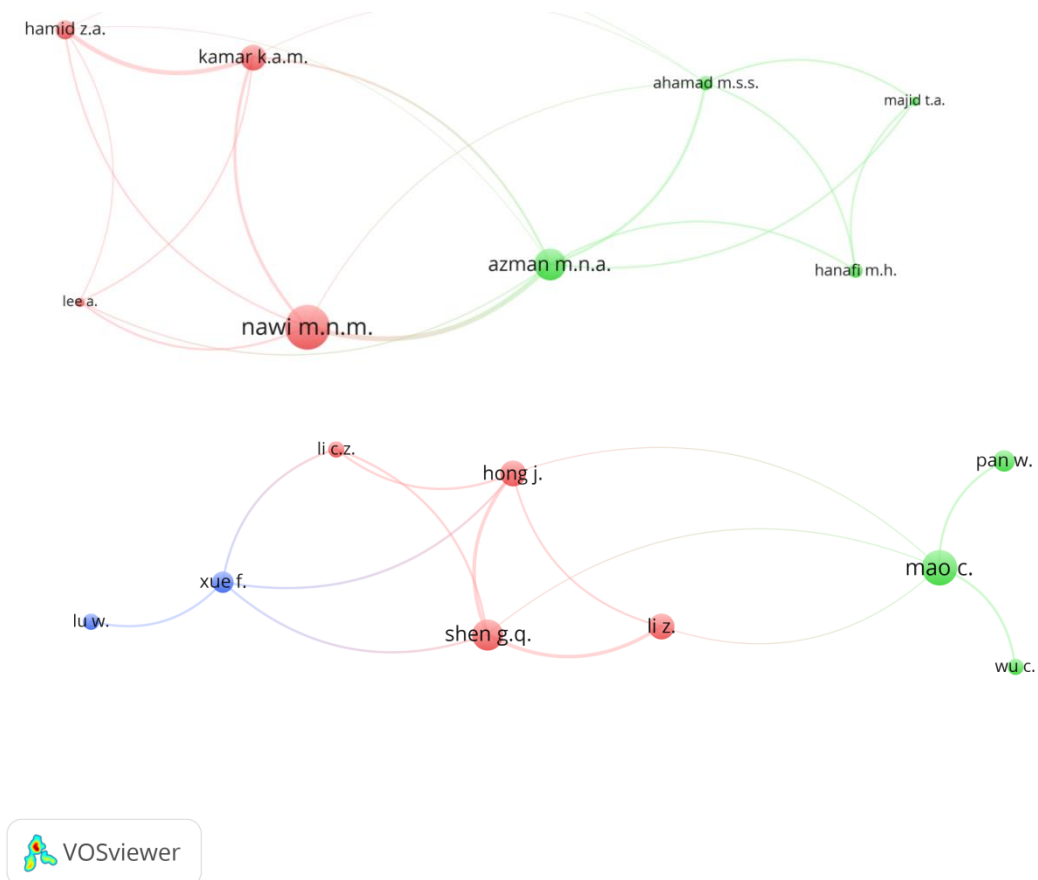 hamid z.a.
kamar k.a.m.
ahamad m.s.s.
majid t.a.
azman m.n.a.
hanafi m.h.
lee a.
nawi m.n.m.
li c.z.
hong j.
pan w.
mao c.
xue f.
lu w.
shen g.q.
li z.
wu c.
VOSviewer